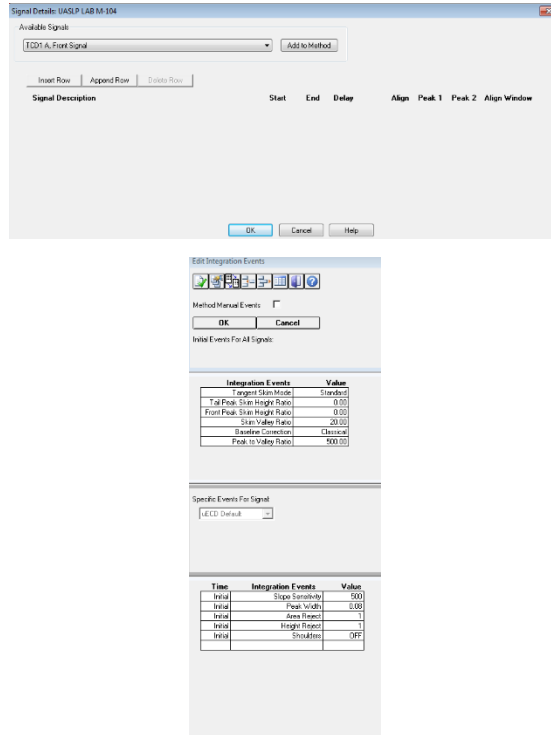 Signal Details: UASLP LAB M-104
Available Signals
TCD1 A, Front Signal Add to Method
Insert Row Append Row Delete Row
Signal Description Start End Delay Align Peak 1 Peak 2 Align Window
OK Cancel Help
Edit Integration Events
Method Manual Events
OK Cancel
Initial Events For All Signals:
Integration Events Value
Tangent Skim Mode Standard
Tail Peak Skim Height Ratio 0.00
Front Peak Skim Height Ratio 0.00
Skim Valley Ratio 20.00
Baseline Correction Classical
Peak to Valley Ratio 500.00
Specific Events For Signal:
uECD Default
Time Integration Events Value
Initial Slope Sensitivity 500
Initial Peak Width 0.08
Initial Area Reject 1
Initial Height Reject 1
Initial Shoulders OFF